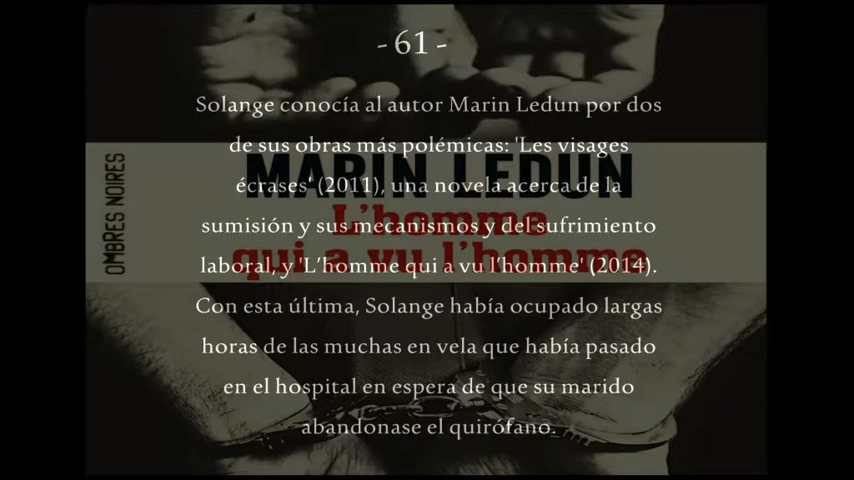 - 61 -
Solange conocía al autor Marin Ledun por dos
de sus obras más polémicas: 'Les visages
écrases' (2011), una novela acerca de la
sumisión y sus mecanismos y del sufrimiento
laboral, y 'L'homme qui a vu l'homme' (2014).
Con esta última, Solange había ocupado largas
horas de las muchas en vela que había pasado
en el hospital en espera de que su marido
abandonase el quirófano.
OMBRES NOIRES
MARIN LEDUN
L'homme
qui a vu l'homme